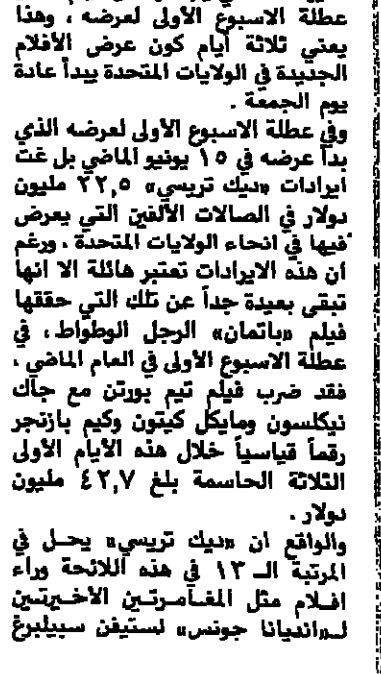 عطلة الاسبوع الأولى لعرضه ، وهذا
يعني ثلاثة أيام كون عرض الأفلام
الجديدة في الولايات المتحدة يبدأ عادة
يوم الجمعة .
وفي عطلة الاسبوع الأولى لعرضه الذي
بدأ عرضه في ١٥ يونيو الماضي بل غت
ايرادات «ديك تريسي» ٢٢,٥ مليون
دولار في الصالات الألفين التي يعرض
فيها في انحاء الولايات المتحدة . ورغم
أن هذه الايرادات تعتبر هائلة الا انها
تبقى بعيدة جداً عن تلك التي حققها
فيلم «باتمان» الرجل الوطواط ، في
عطلة الاسبوع الأولى في العام الماضي .
فقد ضرب فيلم تيم بورتن مع جاك
نيكلسون ومايكل كيتون وكيم بازنجر
رقماً قياسياً خلال هذه الأيام الأولى
الثلاثة الحاسمة بلغ ٤٢,٧ مليون
دولار .
والواقع ان «ديك تريسي» يحل في
المرتبة الـ ١٣ في هذه اللائحة وراء
افلام مثل المغامرتين الأخيرتين
لـ«انديانا جونس» لستيفن سبيلبرغ